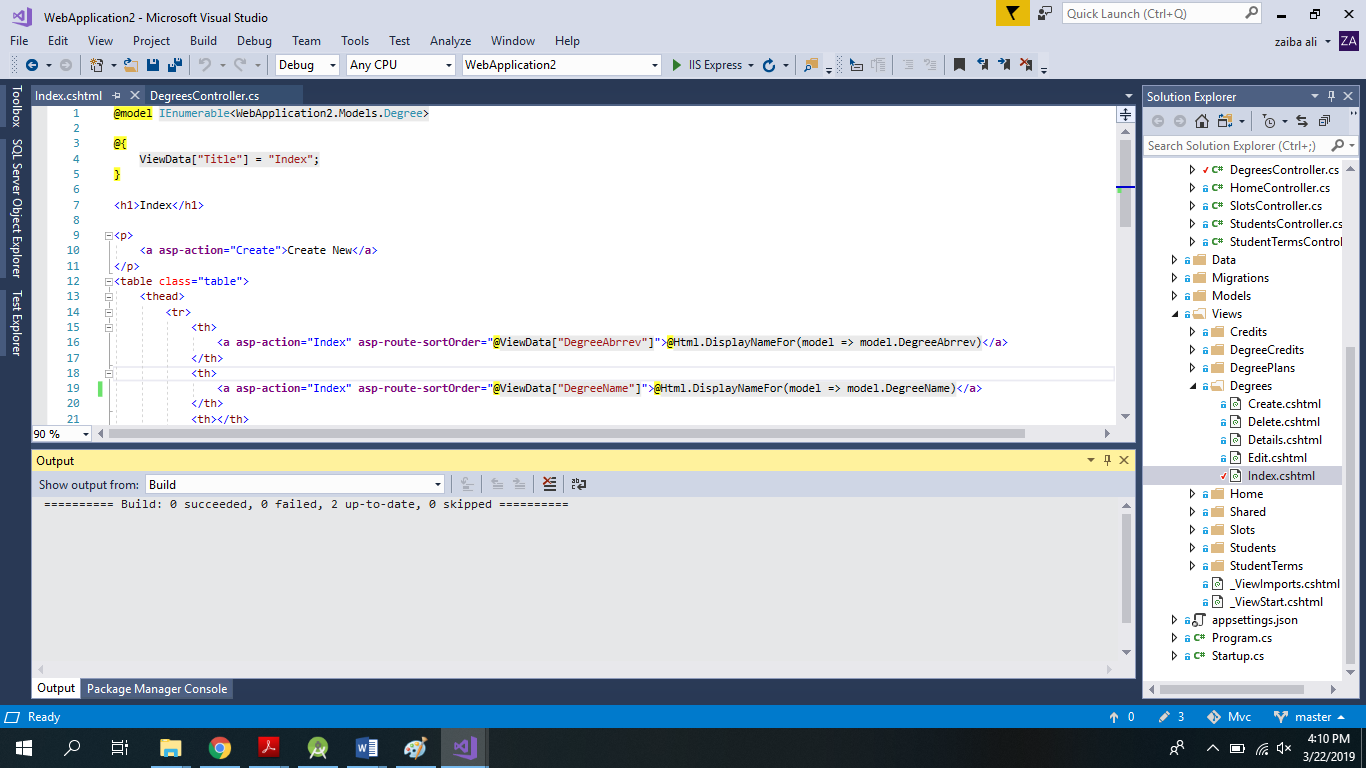 WebApplication2 - Microsoft Visual Studio
Quick Launch (Ctrl+Q)
File Edit View Project Build Debug Team Tools Test Analyze Window Help
zaiba ali ZA
Debug Any CPU WebApplication2 IIS Express
Toolbox
SQL Server Object Explorer
Test Explorer
Index.cshtml DegreesController.cs
1 @model IEnumerable<WebApplication2.Models.Degree>
2
3 @{
4 ViewData["Title"] = "Index";
5 }
6
7 <h1>Index</h1>
8
9 <p>
10 <a asp-action="Create">Create New</a>
11 </p>
12 <table class="table">
13 <thead>
14 <tr>
15 <th>
16 <a asp-action="Index" asp-route-sortOrder="@ViewData["DegreeAbrrev"]">@Html.DisplayNameFor(model => model.DegreeAbrrev)</a>
17 </th>
18 <th>
19 <a asp-action="Index" asp-route-sortOrder="@ViewData["DegreeName"]">@Html.DisplayNameFor(model => model.DegreeName)</a>
20 </th>
21 <th></th>
90 %
Output
Show output from: Build
========== Build: 0 succeeded, 0 failed, 2 up-to-date, 0 skipped ==========
Output Package Manager Console
Solution Explorer
Search Solution Explorer (Ctrl+;)
C# DegreesController.cs
C# HomeController.cs
C# SlotsController.cs
C# StudentsController.cs
C# StudentTermsControl
Data
Migrations
Models
Views
Credits
DegreeCredits
DegreePlans
Degrees
Create.cshtml
Delete.cshtml
Details.cshtml
Edit.cshtml
Index.cshtml
Home
Shared
Slots
Students
StudentTerms
_ViewImports.cshtml
_ViewStart.cshtml
appsettings.json
C# Program.cs
C# Startup.cs
Ready 0 3 Mvc master
4:10 PM
3/22/2019